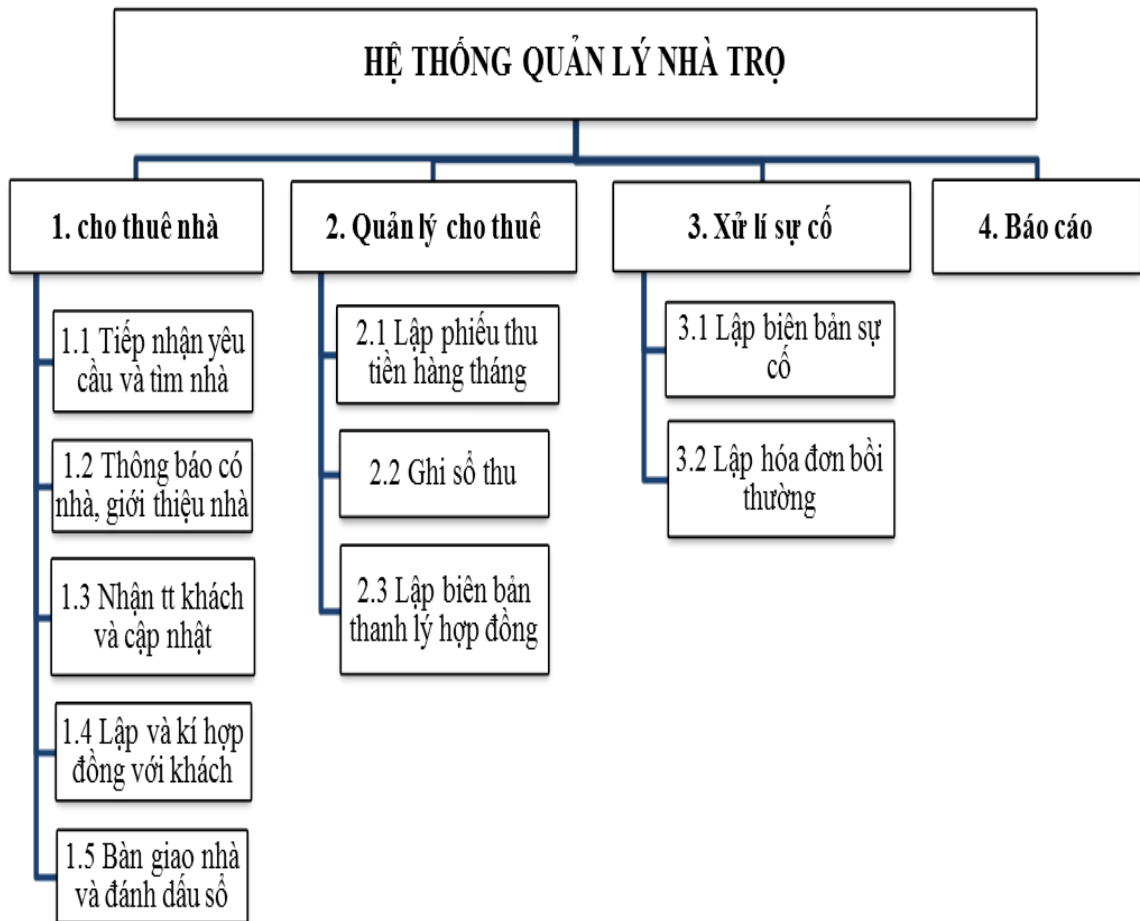 HỆ THỐNG QUẢN LÝ NHÀ TRỌ
1. cho thuê nhà
2. Quản lý cho thuê
3. Xử lí sự cố
4. Báo cáo
1.1 Tiếp nhận yêu
cầu và tìm nhà
1.2 Thông báo có
nhà, giới thiệu nhà
1.3 Nhận tt khách
và cập nhật
1.4 Lập và kí hợp
đồng với khách
1.5 Bàn giao nhà
và đánh dấu sổ
2.1 Lập phiếu thu
tiền hàng tháng
2.2 Ghi sổ thu
2.3 Lập biên bản
thanh lý hợp đồng
3.1 Lập biên bản sự
cố
3.2 Lập hóa đơn bồi
thường